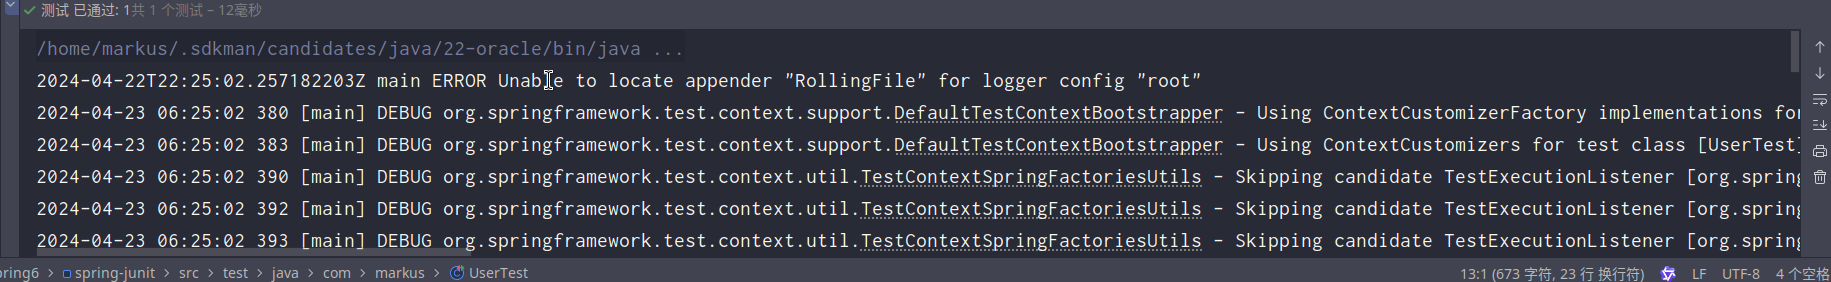 测试 已通过: 1共 1 个测试 – 12毫秒
/home/markus/.sdkman/candidates/java/22-oracle/bin/java ...
2024-04-22T22:25:02.257182203Z main ERROR Unable to locate appender "RollingFile" for logger config "root"
2024-04-23 06:25:02 380 [main] DEBUG org.springframework.test.context.support.DefaultTestContextBootstrapper - Using ContextCustomizerFactory implementations for
2024-04-23 06:25:02 383 [main] DEBUG org.springframework.test.context.support.DefaultTestContextBootstrapper - Using ContextCustomizers for test class [UserTest]
2024-04-23 06:25:02 390 [main] DEBUG org.springframework.test.context.util.TestContextSpringFactoriesUtils - Skipping candidate TestExecutionListener [org.spring
2024-04-23 06:25:02 392 [main] DEBUG org.springframework.test.context.util.TestContextSpringFactoriesUtils - Skipping candidate TestExecutionListener [org.spring
2024-04-23 06:25:02 393 [main] DEBUG org.springframework.test.context.util.TestContextSpringFactoriesUtils - Skipping candidate TestExecutionListener [org.spring
pring6 > spring-junit > src > test > java > com > markus > UserTest 13:1 (673 字符, 23 行 换行符) LF UTF-8 4 个空格